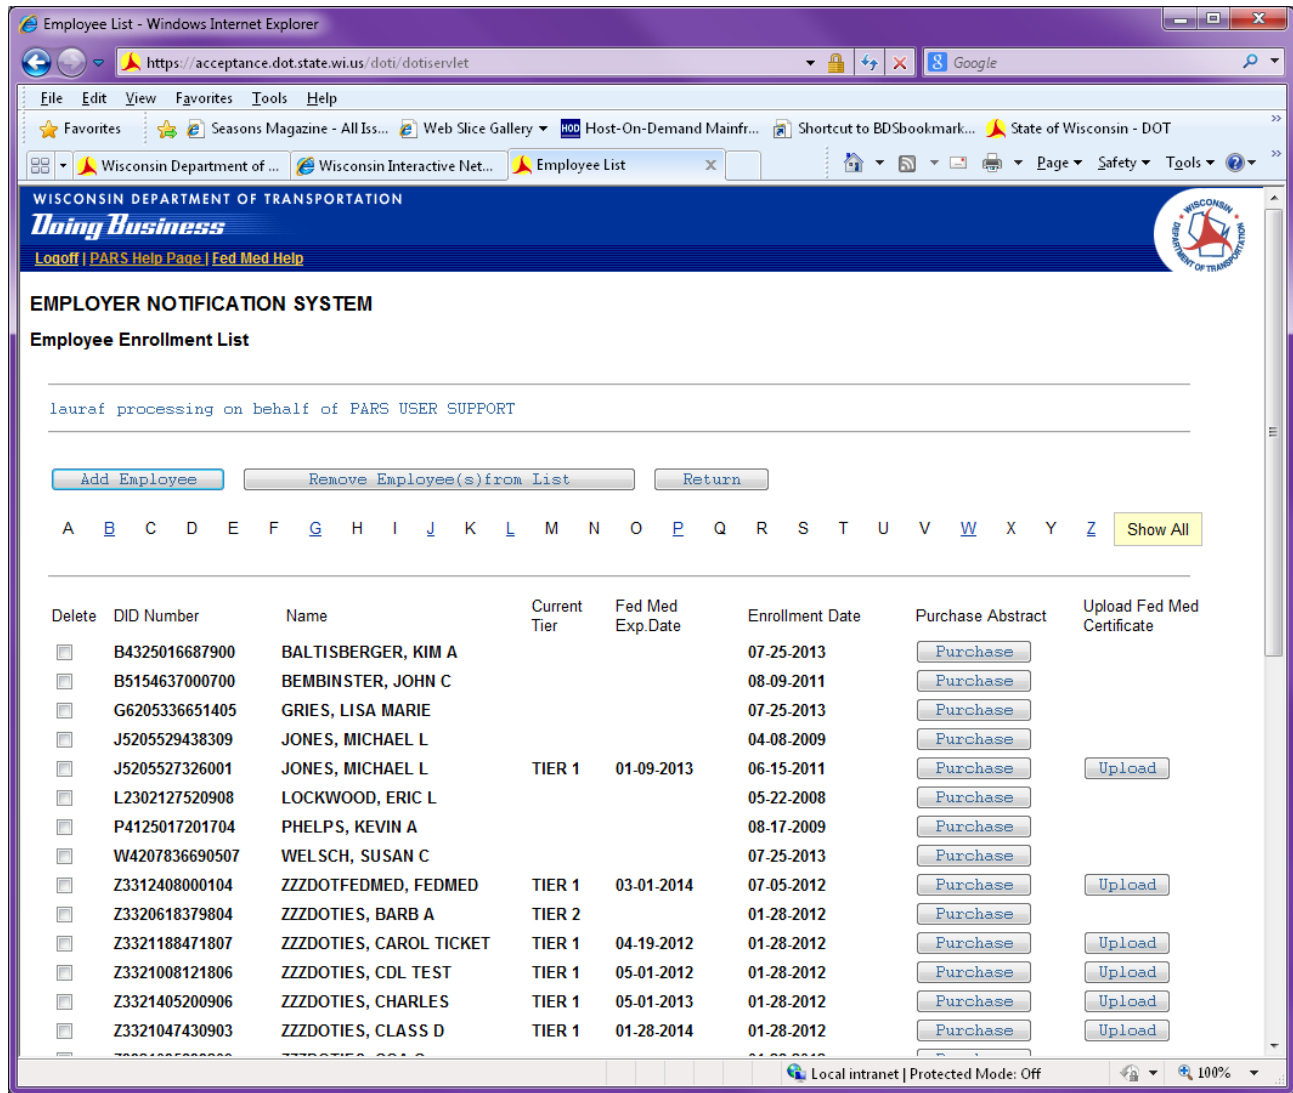 Employee List - Windows Internet Explorer
https://acceptance.dot.state.wi.us/doti/dotiservlet
Google
File Edit View Favorites Tools Help
Favorites Seasons Magazine - All Iss... Web Slice Gallery HOD Host-On-Demand Mainfr... Shortcut to BDSbookmark... State of Wisconsin - DOT
Wisconsin Department of ... Wisconsin Interactive Net... Employee List x Page Safety Tools
WISCONSIN DEPARTMENT OF TRANSPORTATION
Doing Business
WISCONSIN DEPARTMENT OF TRANSPORTATION
Logoff | PARS Help Page | Fed Med Help
EMPLOYER NOTIFICATION SYSTEM
Employee Enrollment List
lauraf processing on behalf of PARS USER SUPPORT
Add Employee Remove Employee(s)from List Return
A B C D E F G H I J K L M N O P Q R S T U V W X Y Z Show All
Delete DID Number Name Current Tier Fed Med Exp.Date Enrollment Date Purchase Abstract Upload Fed Med Certificate
B4325016687900 BALTISBERGER, KIM A 07-25-2013 Purchase
B5154637000700 BEMBINSTER, JOHN C 08-09-2011 Purchase
G6205336651405 GRIES, LISA MARIE 07-25-2013 Purchase
J5205529438309 JONES, MICHAEL L 04-08-2009 Purchase
J5205527326001 JONES, MICHAEL L TIER 1 01-09-2013 06-15-2011 Purchase Upload
L2302127520908 LOCKWOOD, ERIC L 05-22-2008 Purchase
P4125017201704 PHELPS, KEVIN A 08-17-2009 Purchase
W4207836690507 WELSCH, SUSAN C 07-25-2013 Purchase
Z3312408000104 ZZZDOTFEDMED, FEDMED TIER 1 03-01-2014 07-05-2012 Purchase Upload
Z3320618379804 ZZZDOTIES, BARB A TIER 2 01-28-2012 Purchase
Z3321188471807 ZZZDOTIES, CAROL TICKET TIER 1 04-19-2012 01-28-2012 Purchase Upload
Z3321008121806 ZZZDOTIES, CDL TEST TIER 1 05-01-2012 01-28-2012 Purchase Upload
Z3321405200906 ZZZDOTIES, CHARLES TIER 1 05-01-2013 01-28-2012 Purchase Upload
Z3321047430903 ZZZDOTIES, CLASS D TIER 1 01-28-2014 01-28-2012 Purchase Upload
Local intranet | Protected Mode: Off 100%